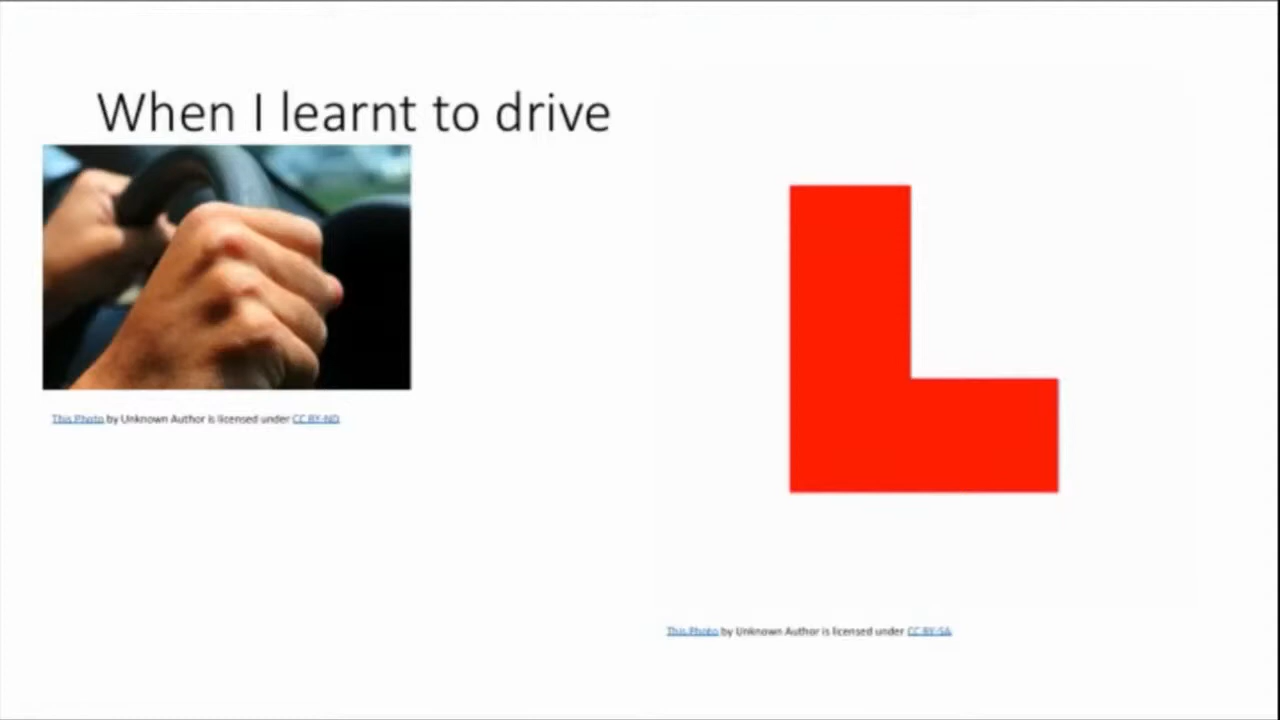 When I learnt to drive
This Photo by Unknown Author is licensed under CC BY-ND
L
This Photo by Unknown Author is licensed under CC BY-SA